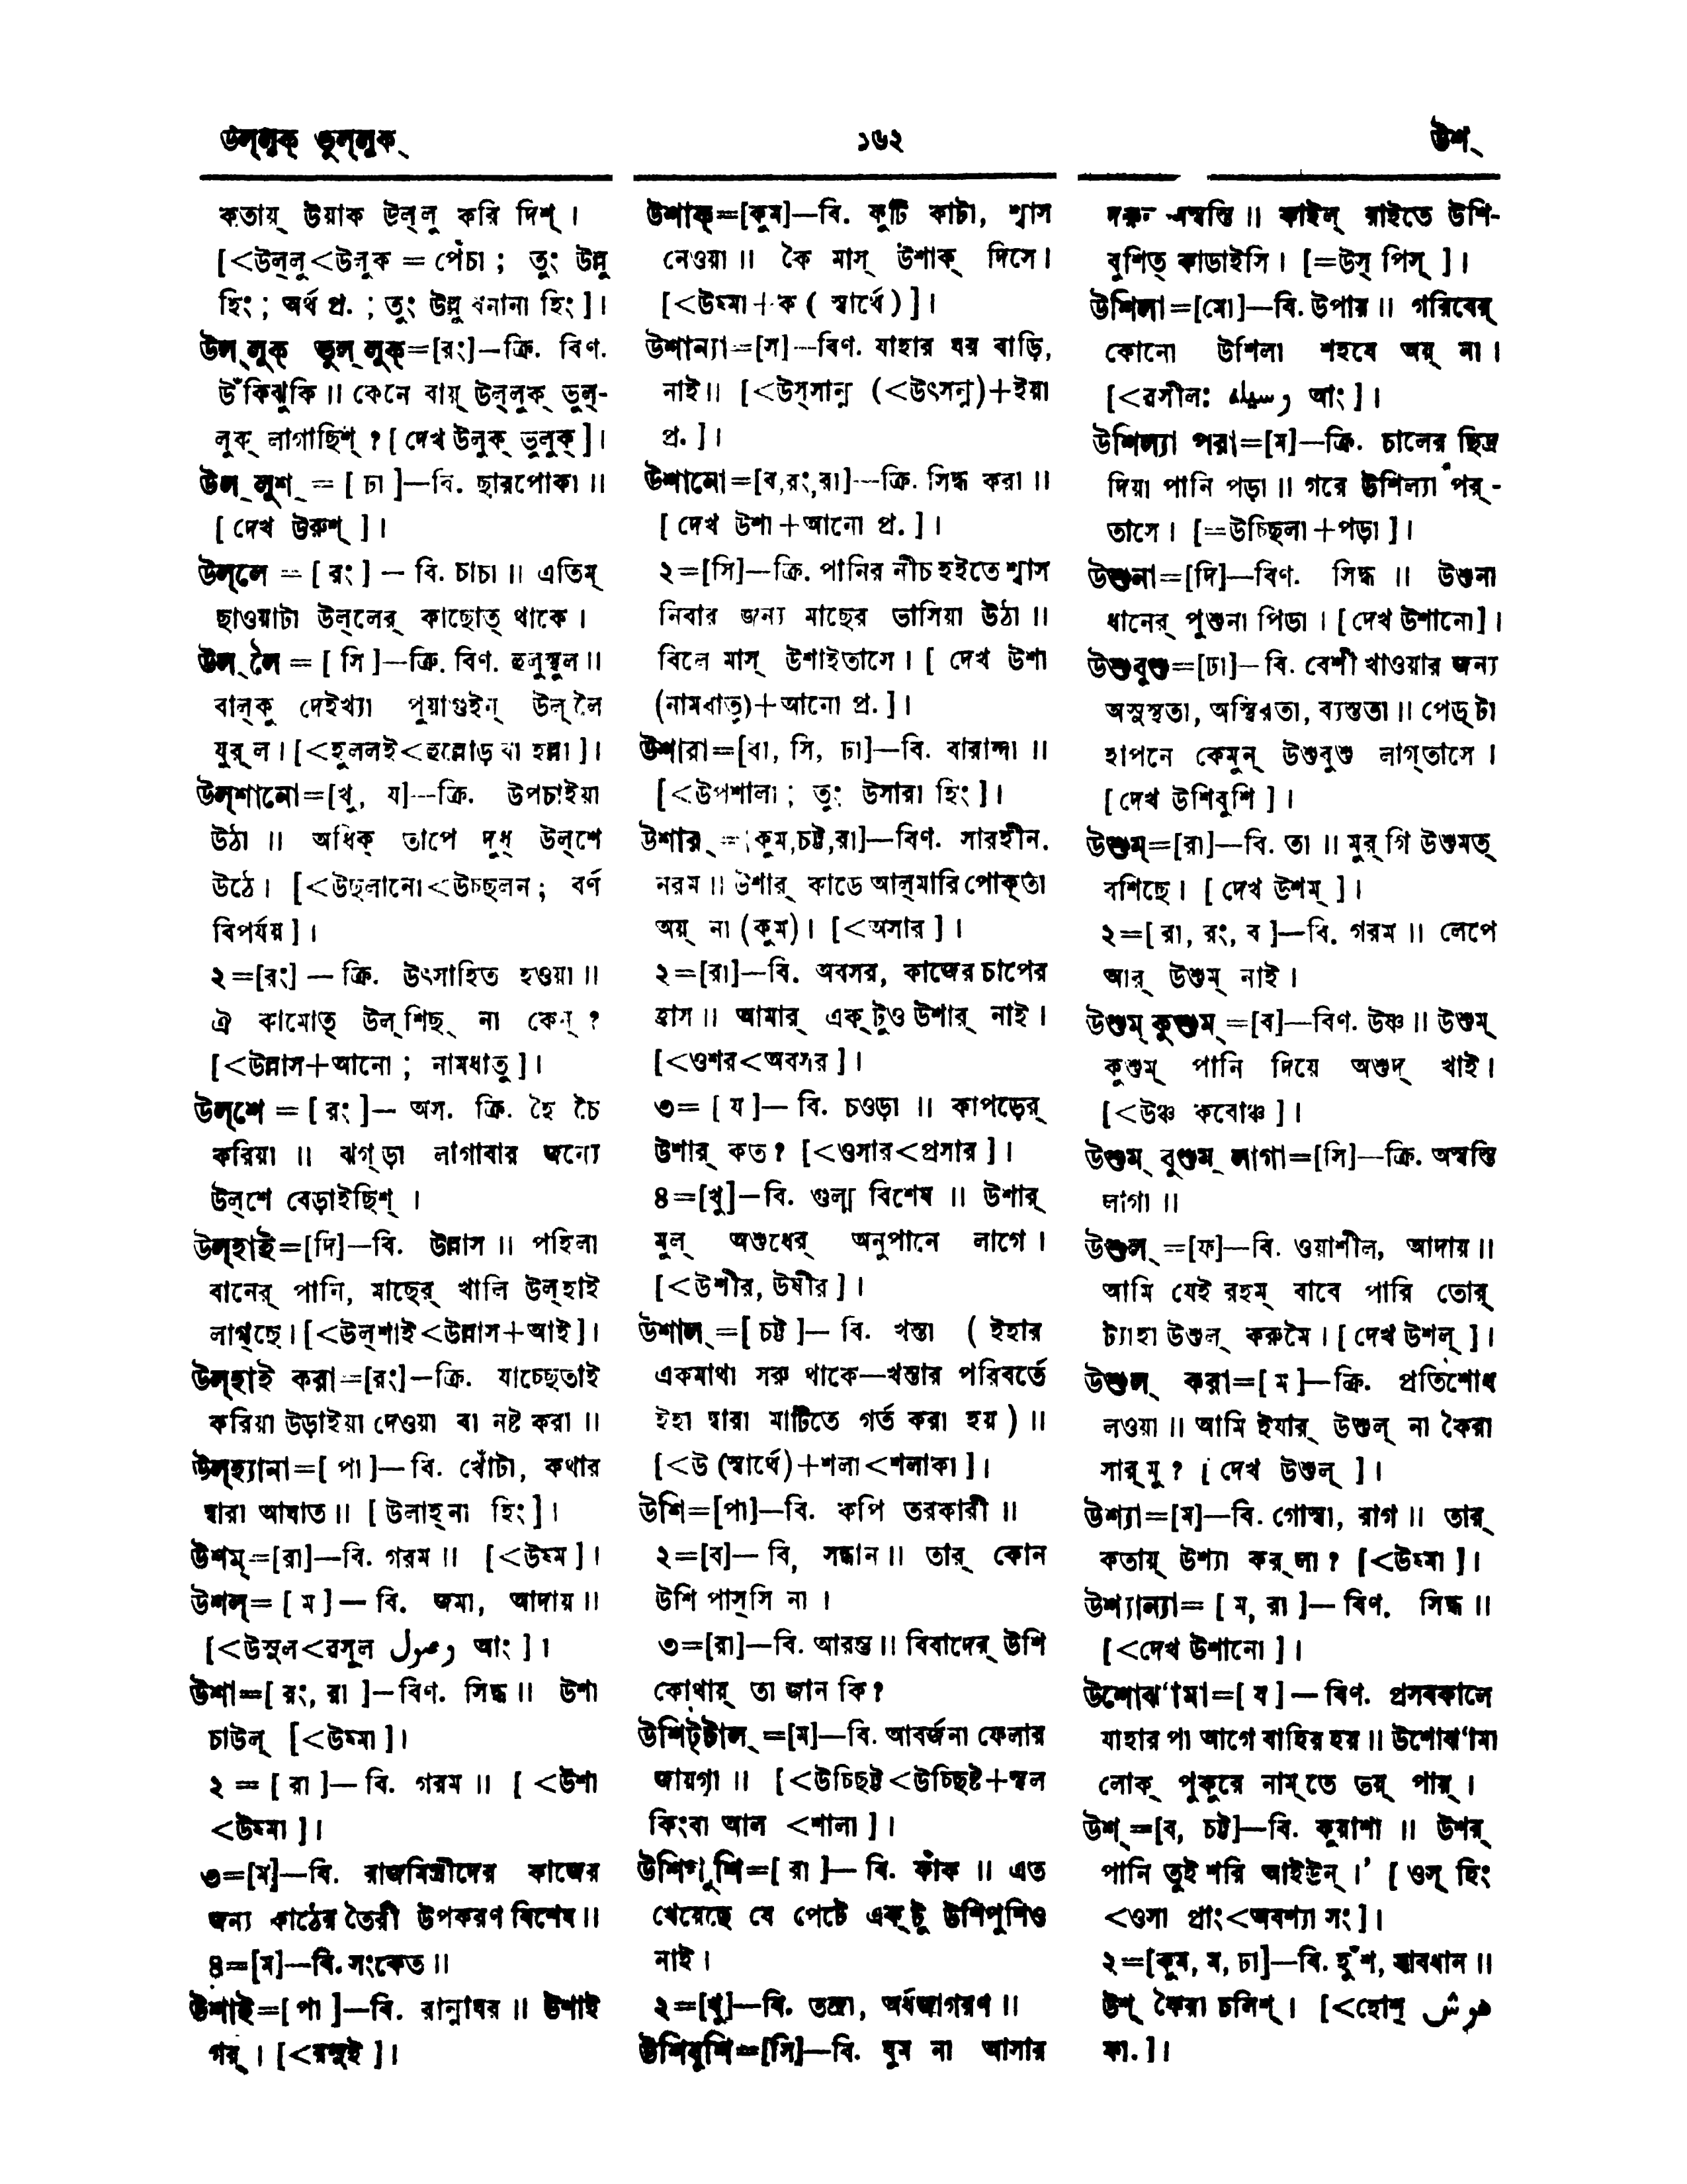 উল্‌লুক্ ভুল্‌লুক্
১৬২
উশ্
কতায়্ উয়াক উল্‌লু করি দিশ্ ।
[<উল্‌লু<উলুক = পেঁচা ; তুং উল্লু
হিং ; অর্থ প্র. ; তুং উল্লু বনানা হিং ]।
উল্‌লুক্ ভুল্‌লুক্=[রং]—ক্রি. বিণ.
উঁকিঝুকি ॥ কেনে বায়্ উল্‌লুক্ ভুল্-
লুক্ লাগাছিশ্ ? [ দেখ উলুক্ ভুলুক্ ]।
উল্‌লুশ্ = [ ঢা ]—বি. ছারপোকা ॥
[ দেখ উরুশ্ ]।
উল্‌লে = [ রং ] — বি. চাচা ॥ এতিম্
ছাওয়াটা উল্‌লের্ কাছোত্ থাকে ।
উল্‌লৈ = [ সি ]—ক্রি. বিণ. হুলুস্থুল ॥
বাল্‌কু দেইখ্যা পুয়াগুইন্ উল্‌লৈ
যুর্‌ল । [<হুললই<হুল্লোড় বা হল্লা ]।
উল্‌শানো=[খু, য]—ক্রি. উপচাইয়া
উঠা ॥ অধিক্ তাপে দুধ্ উল্‌শে
উঠে । [<উছলানো<উচ্ছলন ; বর্ণ
বিপর্যয় ]।
২=[রং] — ক্রি. উৎসাহিত হওয়া ॥
ঐ কামোত্ উল্‌শিছ্ না কেন্ ?
[<উল্লাস+আনো ; নামধাতু ]।
উল্‌শে = [ রং ]— অস. ক্রি. হৈ চৈ
করিয়া ॥ ঝগ্‌ড়া লাগাবার জন্যে
উল্‌শে বেড়াইছিশ্ ।
উল্‌হাই=[দি]—বি. উল্লাস ॥ পহিলা
বানের্ পানি, মাছের্ খালি উল্‌হাই
লাগ্‌ছে । [<উল্‌শাই<উল্লাস+আই ]।
উল্‌হাই করা=[রং]—ক্রি. যাচ্ছেতাই
করিয়া উড়াইয়া দেওয়া বা নষ্ট করা ॥
উল্‌হ্যানা=[ পা ]—বি. খোঁটা, কথার
দ্বারা আঘাত ॥ [ উলাহ্‌না হিং ]।
উশম্=[রা]—বি. গরম ॥ [<উষ্ম ]।
উশল্= [ ম ] — বি. জমা, আদায় ॥
[<উসুল<বসূল وصول আং ]।
উশা=[ রং, রা ]—বিণ. সিদ্ধ ॥ উশা
চাউল্ [<উষ্মা ]।
২ = [ রা ]— বি. গরম ॥ [ <উশা
<উষ্মা ]।
৩=[ম]—বি. রাজমিস্ত্রীদের কাজের
জন্য কাঠের তৈরী উপকরণ বিশেষ ॥
৪=[ম]—বি. সংকেত ॥
উশাই=[ পা ]—বি. রান্নাঘর ॥ উশাই
গর্ । [<রসুই ]।
উশাক্=[কুম]—বি. ফুটি কাটা, শ্বাস
নেওয়া ॥ কৈ মাস্ উশাক্ দিসে ।
[<উষ্মা+ক ( স্বার্থে ) ]।
উশান্যা=[স]—বিণ. যাহার ঘর বাড়ি,
নাই ॥ [<উস্‌সান্ন (<উৎসন্ন)+ইয়া
প্র. ]।
উশানো=[ব,রং,রা]—ক্রি. সিদ্ধ করা ॥
[ দেখ উশা+আনো প্র. ]।
২=[সি]—ক্রি. পানির নীচ হইতে শ্বাস
নিবার জন্য মাছের ভাসিয়া উঠা ॥
বিলে মাস্ উশাইতাসে । [ দেখ উশা
(নামধাতু)+আনো প্র. ]।
উশারা=[বা, সি, ঢা]—বি. বারান্দা ॥
[<উপশালা ; তুং উসারা হিং ]।
উশার্ =[কুম,চট্ট,রা]—বিণ. সারহীন.
নরম ॥ উশার্ কাডে আল্‌মারি পোক্‌তা
অয়্ না (কুম) । [<অসার ]।
২=[রা]—বি. অবসর, কাজের চাপের
হ্রাস ॥ আমার্ এক্‌টুও উশার্ নাই ।
[<ওশর<অবসর ]।
৩= [ য ]— বি. চওড়া ॥ কাপড়ের্
উশার্ কত ? [<ওসার<প্রসার ]।
৪=[খু]—বি. গুল্ম বিশেষ ॥ উশার্
মুল্ অশুধের্ অনুপানে লাগে ।
[<উশীর, উষীর ]।
উশাল্=[ চট্ট ]— বি. খন্তা ( ইহার
একমাথা সরু থাকে—খন্তার পরিবর্তে
ইহা দ্বারা মাটিতে গর্ত করা হয় ) ॥
[<উ (স্বার্থে)+শলা<শলাকা ]।
উশি=[পা]—বি. কপি তরকারী ॥
২=[ব]— বি, সন্ধান ॥ তার্ কোন
উশি পাস্‌সি না ।
৩=[রা]—বি. আরম্ভ ॥ বিবাদের্ উশি
কোথায়্ তা জান কি ?
উশিট্‌টাল্ =[ম]—বি. আবর্জনা ফেলার
জায়গা ॥ [<উচিছট্ট<উচিছষ্ট+স্থল
কিংবা আল <শালা ]।
উশিপুশি=[ রা ]— বি. ফাঁক ॥ এত
খেয়েছে যে পেটে এক্‌টু উশিপুশিও
নাই ।
২=[খু]—বি. তন্দ্রা, অর্ধজাগরণ ॥
উশিবুশি=[সি]—বি. ঘুম না আসার
দরুন অস্বস্তি ॥ কাইল্ রাইতে উশি-
বুশিত্ কাডাইসি । [=উস্ পিস্ ]।
উশিলা=[মো]—বি. উপায় ॥ গরিবের্
কোনো উশিলা শহযে অয়্ না ।
[<বসীলঃ وسيله আং ]।
উশিল্যা পরা=[ম]—ক্রি. চালের ছিদ্র
দিয়া পানি পড়া ॥ গরে উশিল্যা পর্-
তাসে । [=উচ্ছিলা+পড়া ]।
উশুনা=[দি]—বিণ. সিদ্ধ ॥ উশুনা
ধানের্ পুশুনা পিডা । [ দেখ উশানো]।
উশুবুশু=[ঢা]—বি. বেশী খাওয়ার জন্য
অসুস্থতা, অস্থিরতা, ব্যস্ততা ॥ পেড্‌টা
হাপনে কেমুন্ উশুবুশু লাগ্‌তাসে ।
[ দেখ উশিবুশি ]।
উশুম্=[রা]—বি. তা ॥ মুর্‌গি উশুমত্
বশিছে । [ দেখ উশম্ ]।
২=[ রা, রং, ব ]—বি. গরম ॥ লেপে
আর্ উশুম্ নাই ।
উশুম্ কুশুম্ =[ব]—বিণ. উষ্ণ ॥ উশুম্
কুশুম্ পানি দিয়ে অশুদ্ খাই ।
[<উষ্ণ কবোষ্ণ ]।
উশুম্ বুশুম্ লাগা=[সি]—ক্রি. অস্বস্তি
লাগা ॥
উশুল্ =[ফ]—বি. ওয়াশীল, আদায় ॥
আমি যেই রহম্ বাবে পারি তোর্
ট্যাহা উশুল্ করুমৈ । [ দেখ উশল্ ]।
উশুল্ করা=[ ম ]—ক্রি. প্রতিশোধ
লওয়া ॥ আমি ইযার্ উশুল্ না কৈরা
সার্‌মু ? [ দেখ উশুল্ ]।
উশ্যা=[ম]—বি. গোস্বা, রাগ ॥ তার্
কতায়্ উশ্যা কর্‌লা ? [<উষ্মা ]।
উশ্যান্যা= [ ম, রা ]— বিণ. সিদ্ধ ॥
[<দেখ উশানো ]।
উশোঝ'ামা=[ য ] — বিণ. প্রসবকালে
যাহার পা আগে বাহির হয় ॥ উশোঝ'ামা
লোক্ পুকুরে নাম্‌তে ভয়্ পায়্ ।
উশ্=[ব, চট্ট]—বি. কুয়াশা ॥ উশর্
পানি তুই শরি আইউন্ ।' [ ওস্ হিং
<ওসা প্রাং<অবশ্যা সং ]।
২=[কুম, ম, ঢা]—বি. হুঁশ, সাবধান ॥
উশ্ কৈরা চলিশ্ । [<হোশ্ هوش
ফা. ]।